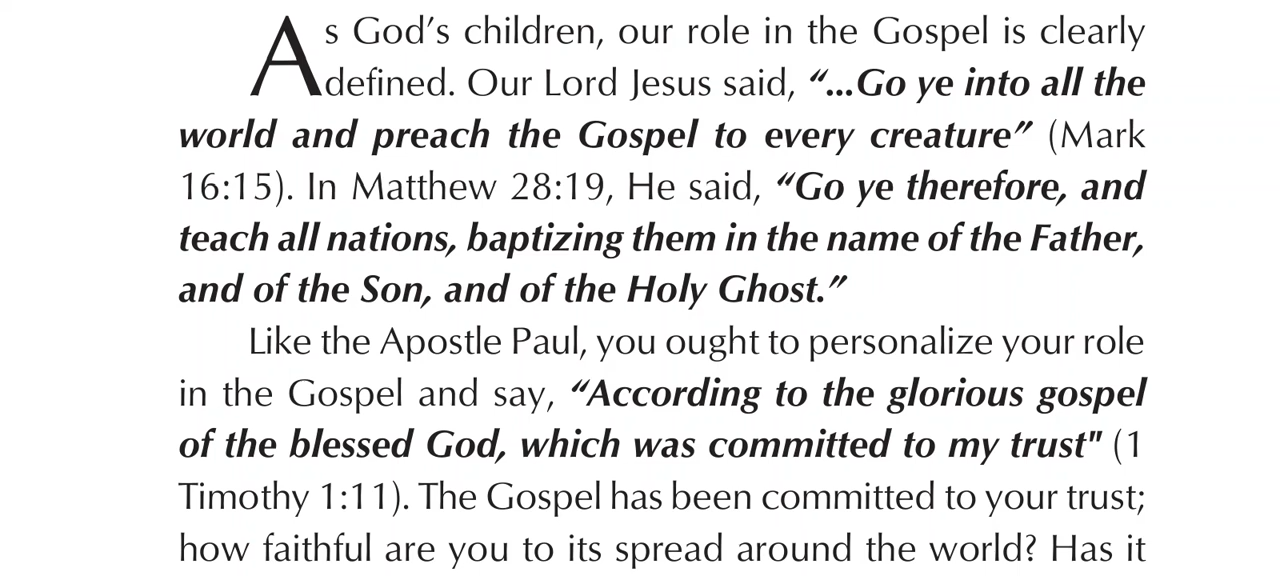 As God’s children, our role in the Gospel is clearly
defined. Our Lord Jesus said, “...Go ye into all the
world and preach the Gospel to every creature” (Mark
16:15). In Matthew 28:19, He said, “Go ye therefore, and
teach all nations, baptizing them in the name of the Father,
and of the Son, and of the Holy Ghost.”
Like the Apostle Paul, you ought to personalize your role
in the Gospel and say, “According to the glorious gospel
of the blessed God, which was committed to my trust" (1
Timothy 1:11). The Gospel has been committed to your trust;
how faithful are you to its spread around the world? Has it